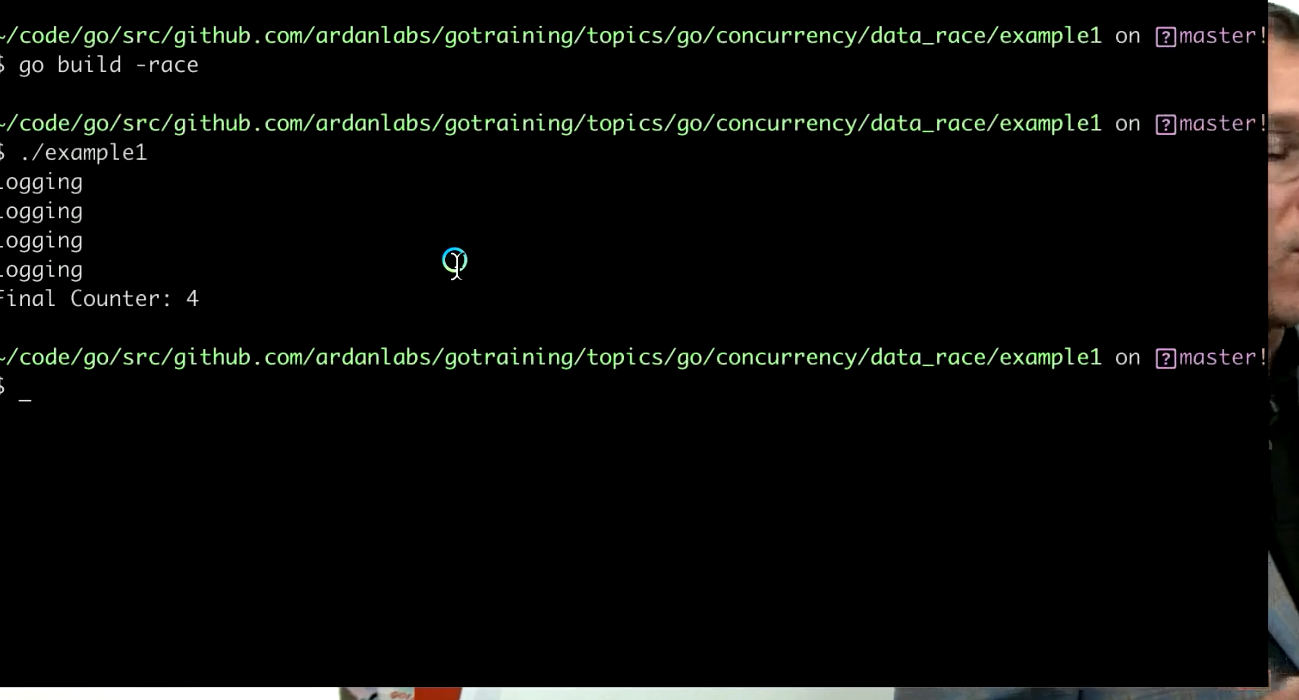 ~/code/go/src/github.com/ardanlabs/gotraining/topics/go/concurrency/data_race/example1 on [?]master!
$ go build -race
~/code/go/src/github.com/ardanlabs/gotraining/topics/go/concurrency/data_race/example1 on [?]master!
$ ./example1
logging
logging
logging
logging
Final Counter: 4
~/code/go/src/github.com/ardanlabs/gotraining/topics/go/concurrency/data_race/example1 on [?]master!
$ _